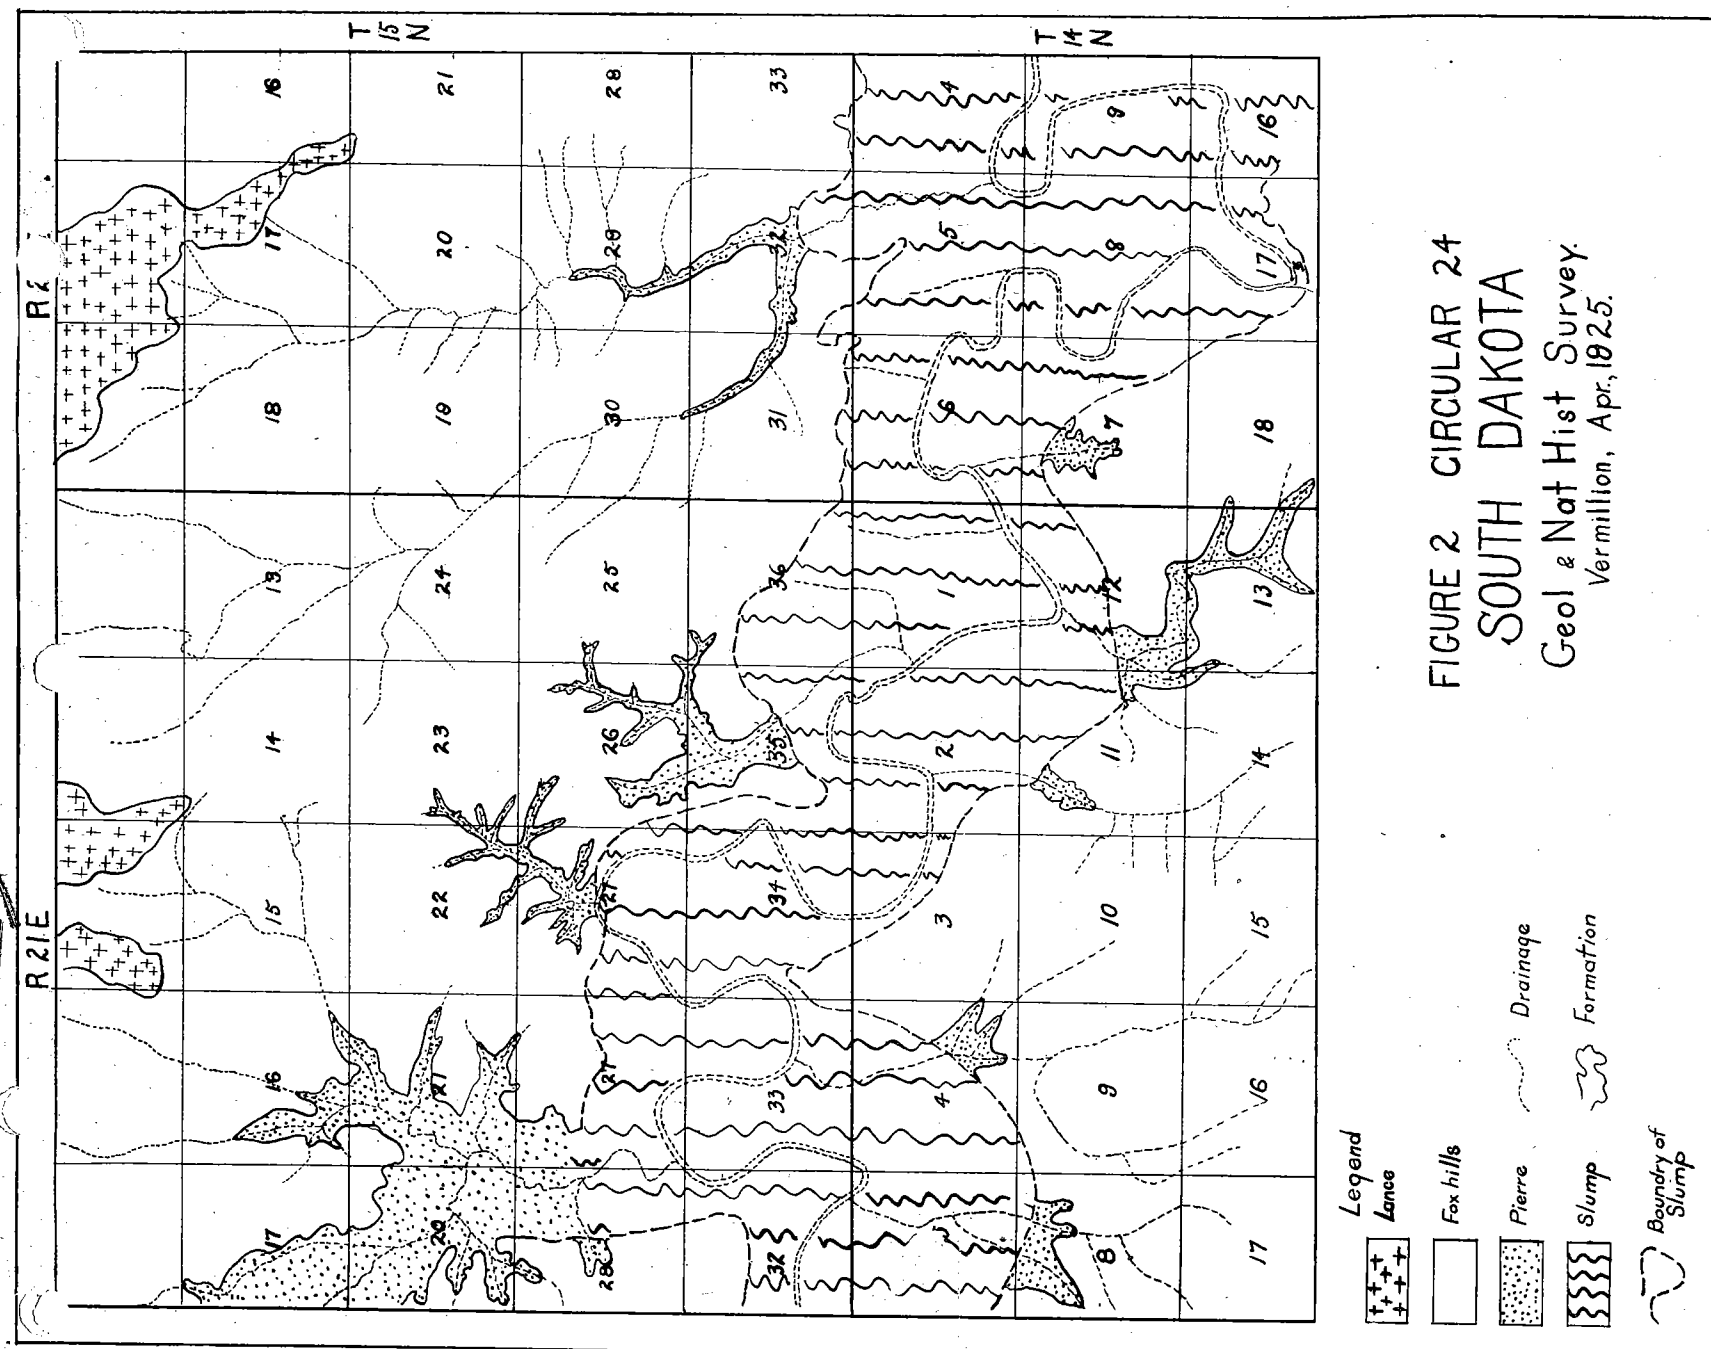 R 21E R 2
17 16 15 14 13 18 17 16
T
15
N
20 21 22 23 24 19 20 21
28 27 27 26 25 30 29 28
32 33 34 35 36 31 32 33
4 3 2 1 6 5 4
T
14
N
8 9 10 11 12 7 8 9
17 16 15 14 13 18 17 16
Legend
Lance
Fox hills
Pierre
Drainage
Slump
Formation
Boundry of
Slump
FIGURE 2 CIRCULAR 24
SOUTH DAKOTA
Geol & Nat Hist Survey.
Vermillion, Apr., 1925.